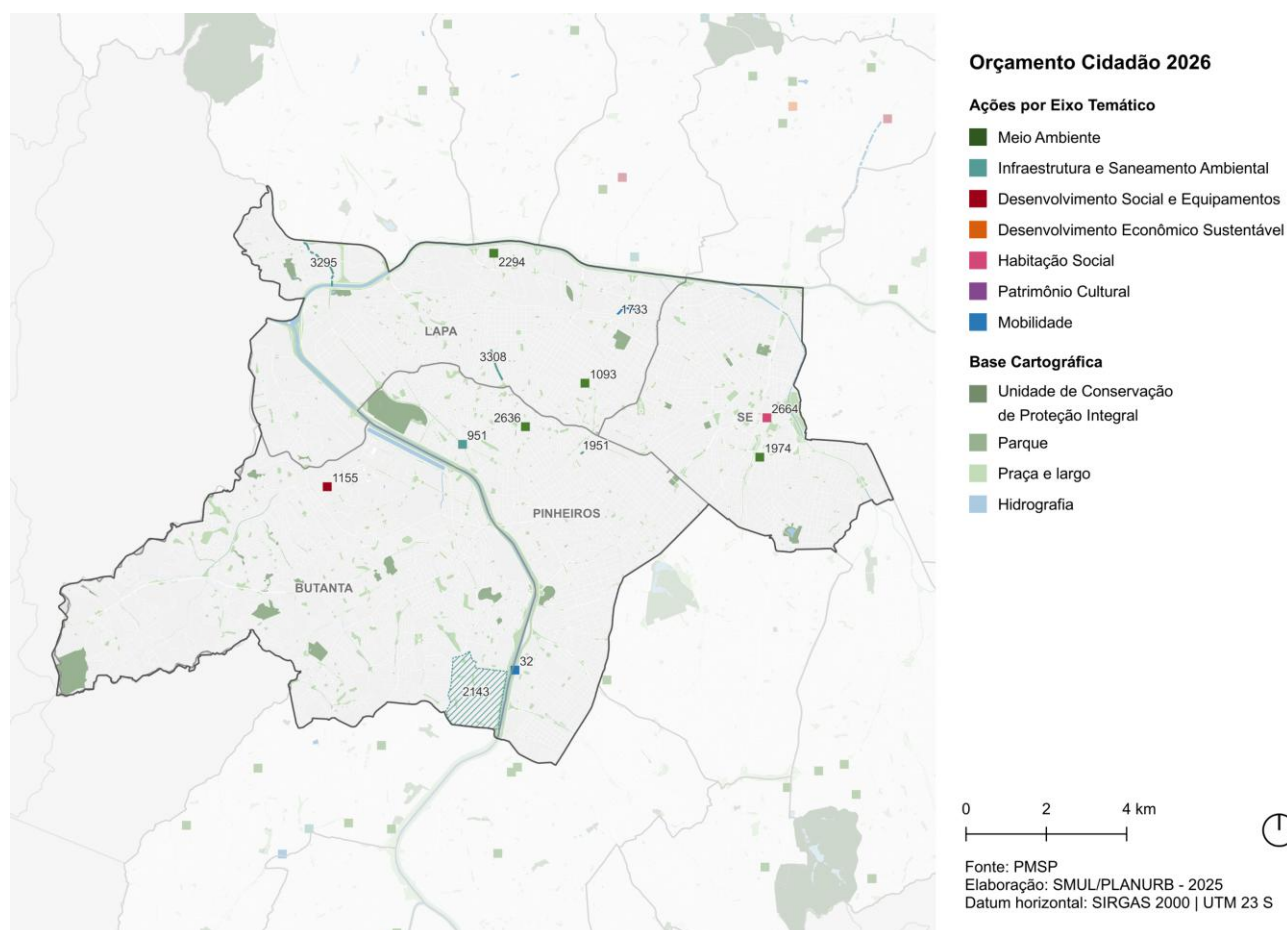 3295
2294
1733
LAPA
3308
1093
2636
SE
2664
951
1951
1974
1155
PINHEIROS
BUTANTA
32
2143
Orçamento Cidadão 2026
Ações por Eixo Temático
Meio Ambiente
Infraestrutura e Saneamento Ambiental
Desenvolvimento Social e Equipamentos
Desenvolvimento Econômico Sustentável
Habitação Social
Patrimônio Cultural
Mobilidade
Base Cartográfica
Unidade de Conservação
de Proteção Integral
Parque
Praça e largo
Hidrografia
0 2 4 km
Fonte: PMSP
Elaboração: SMUL/PLANURB - 2025
Datum horizontal: SIRGAS 2000 | UTM 23 S